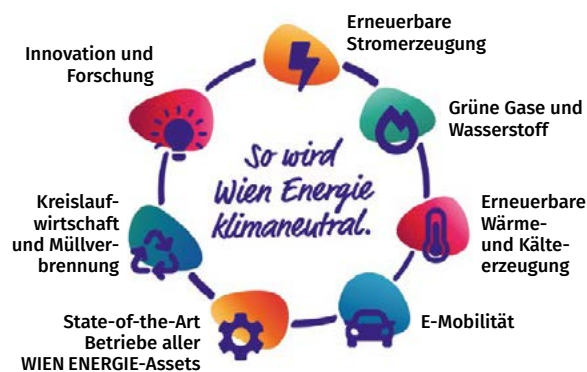 Erneuerbare
Stromerzeugung
Innovation und
Forschung
Grüne Gase und
Wasserstoff
So wird
Wien Energie
klimaneutral.
Kreislauf-
wirtschaft
und Müllver-
brennung
Erneuerbare
Wärme-
und Kälte-
erzeugung
State-of-the-Art
Betriebe aller
WIEN ENERGIE-Assets
E-Mobilität